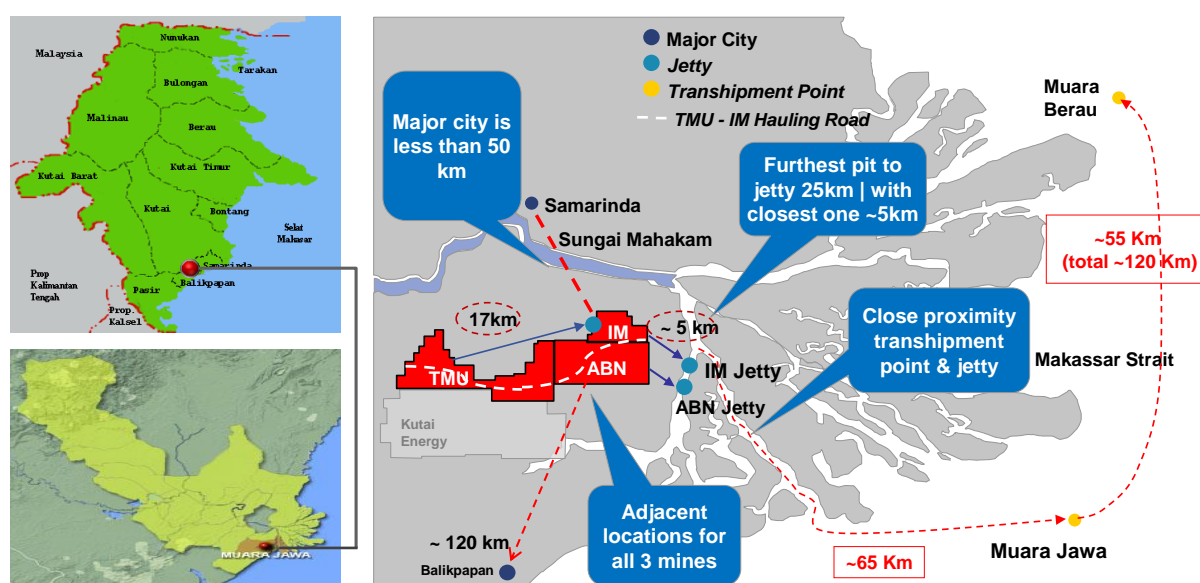 Malaysia
Nunukan
Tarakan
Bulongan
Malinau
Berau
Kutai Timur
Kutai Barat
Kutai
Bontang
Selat
Makasar
Samarinda
Balikpapan
Prop
Kalimantan
Tengah
Pasir
Prop.
Kalsel
MUARA JAWA
Major City
Jetty
Transhipment Point
TMU - IM Hauling Road
Major city is
less than 50
km
Furthest pit to
jetty 25km | with
closest one ~5km
Muara
Berau
Samarinda
Sungai Mahakam
~55 Km
(total ~120 Km)
17km
IM
~ 5 km
Close proximity
transhipment
point & jetty
Makassar Strait
TMU
ABN
IM Jetty
ABN Jetty
Kutai
Energy
Adjacent
locations for
all 3 mines
~ 120 km
Balikpapan
~65 Km
Muara Jawa